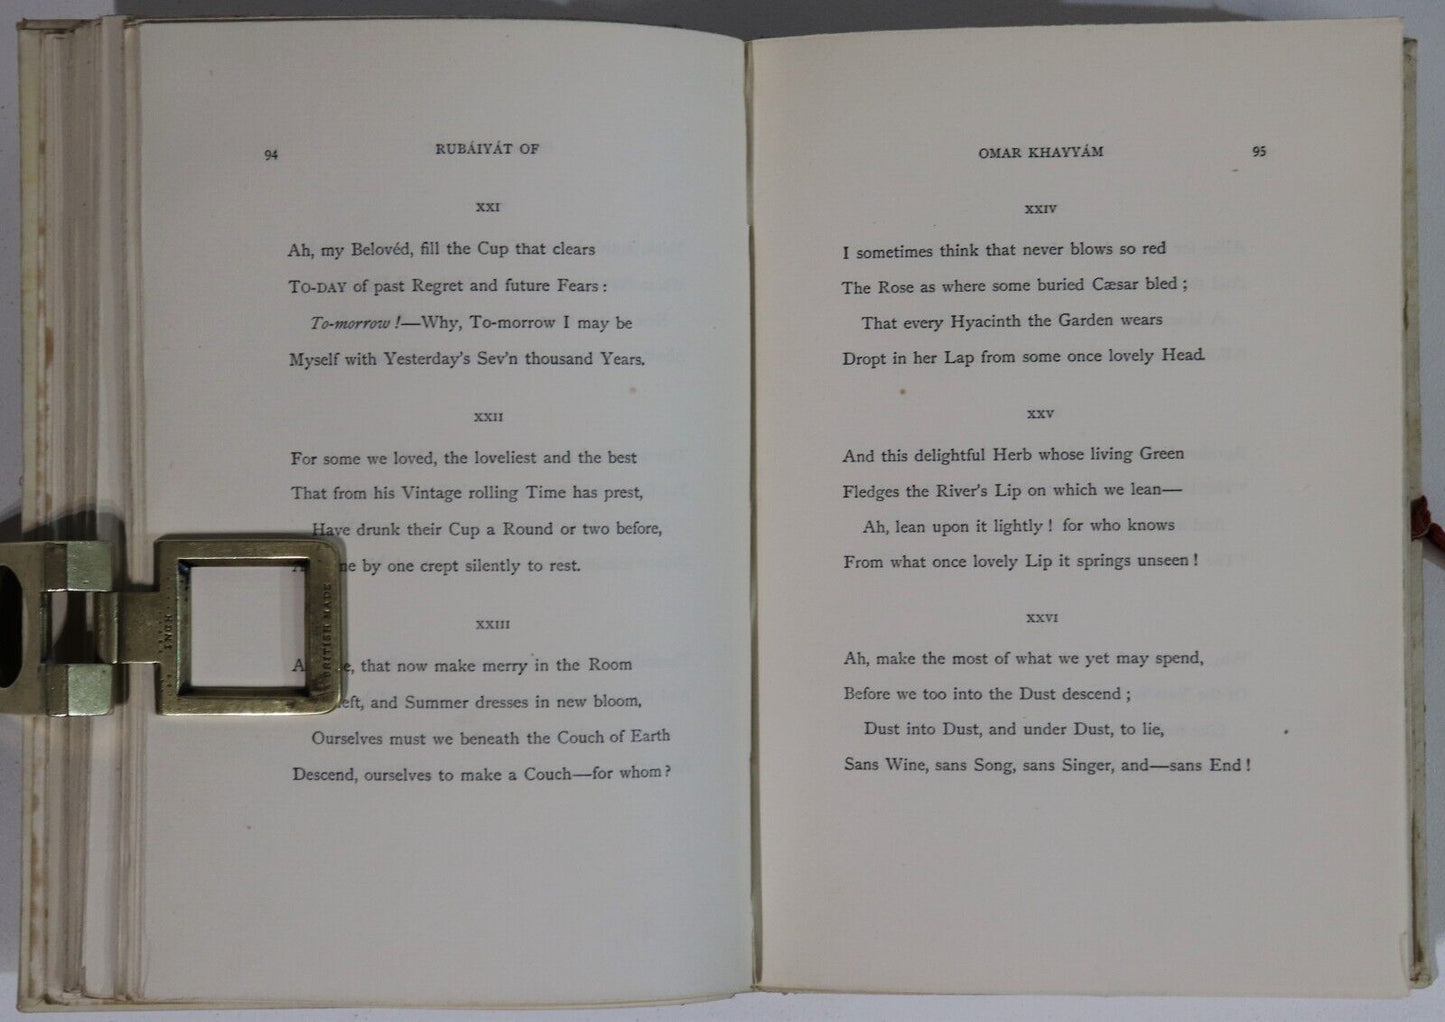 94
RUBÁIYÁT OF
XXI
Ah, my Belovéd, fill the Cup that clears
TO-DAY of past Regret and future Fears:
To-morrow!—Why, To-morrow I may be
Myself with Yesterday's Sev'n thousand Years.
XXII
For some we loved, the loveliest and the best
That from his Vintage rolling Time has prest,
Have drunk their Cup a Round or two before,
by one crept silently to rest.
XXIII
that now make merry in the Room
and Summer dresses in new bloom,
Ourselves must we beneath the Couch of Earth
Descend, ourselves to make a Couch—for whom?
INCH
BRITISH MADE
OMAR KHAYYÁM
95
XXIV
I sometimes think that never blows so red
The Rose as where some buried Cæsar bled;
That every Hyacinth the Garden wears
Dropt in her Lap from some once lovely Head
XXV
And this delightful Herb whose living Green
Fledges the River's Lip on which we lean—
Ah, lean upon it lightly! for who knows
From what once lovely Lip it springs unseen!
XXVI
Ah, make the most of what we yet may spend,
Before we too into the Dust descend;
Dust into Dust, and under Dust, to lie,
Sans Wine, sans Song, sans Singer, and—sans End!